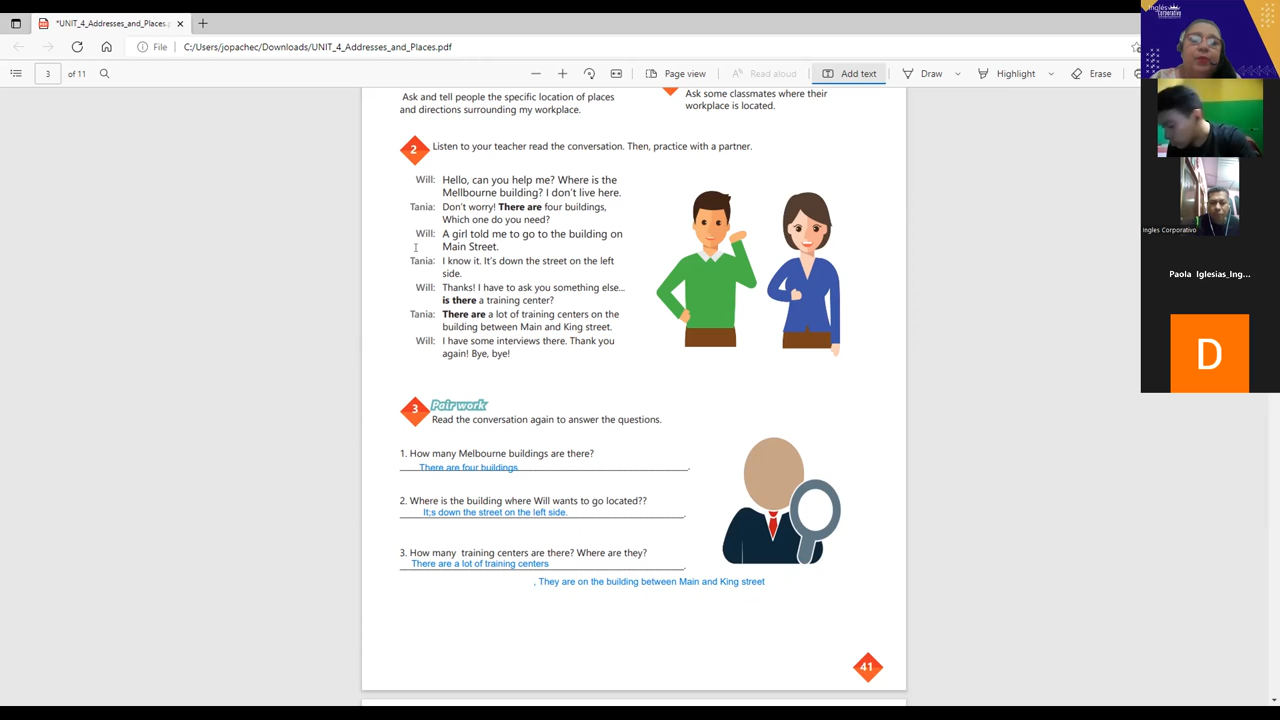 *UNIT_4_Addresses_and_Places.p
File
C:/Users/jopachec/Downloads/UNIT_4_Addresses_and_Places.pdf
3 of 11
Page view
Read aloud
Add text
Draw
Highlight
Erase
Ask and tell people the specific location of places
and directions surrounding my workplace.
Ask some classmates where their
workplace is located.
2 Listen to your teacher read the conversation. Then, practice with a partner.
Will: Hello, can you help me? Where is the
Mellbourne building? I don't live here.
Tania: Don't worry! There are four buildings,
Which one do you need?
Will: A girl told me to go to the building on
Main Street.
Tania: I know it. It's down the street on the left
side.
Will: Thanks! I have to ask you something else...
is there a training center?
Tania: There are a lot of training centers on the
building between Main and King street.
Will: I have some interviews there. Thank you
again! Bye, bye!
3 Pair work
Read the conversation again to answer the questions.
1. How many Melbourne buildings are there?
There are four buildings
2. Where is the building where Will wants to go located??
It;s down the street on the left side.
3. How many training centers are there? Where are they?
There are a lot of training centers
, They are on the building between Main and King street
41
Inglés
Corporativo
Ingles Corporativo
Paola Iglesias_Ing...
D